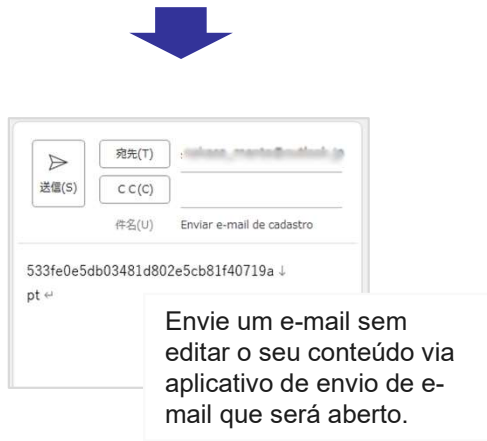 宛先(T)
送信(S)
C C(C)
件名(U) Enviar e-mail de cadastro
533fe0e5db03481d802e5cb81f40719a ↓
pt ↵
Envie um e-mail sem
editar o seu conteúdo via
aplicativo de envio de e-
mail que será aberto.